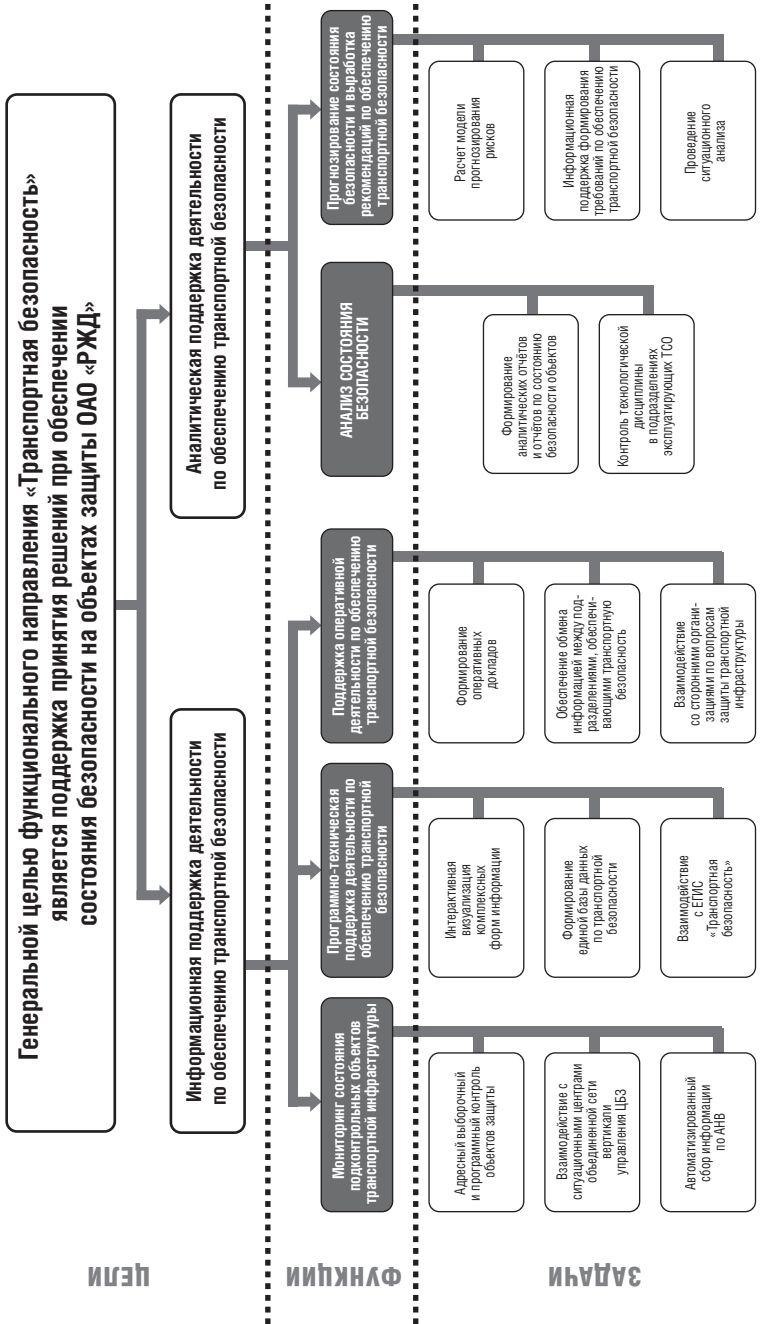 Генеральной целью функционального направления «Транспортная безопасность»
является поддержка принятия решений при обеспечении
состояния безопасности на объектах защиты ОАО «РЖД»
ЦЕЛИ
Информационная поддержка деятельности
по обеспечению транспортной безопасности
Аналитическая поддержка деятельности
по обеспечению транспортной безопасности
ФУНКЦИИ
Мониторинг состояния
подконтрольных объектов
транспортной инфраструктуры
Программно-техническая
поддержка деятельности по
обеспечению транспортной
безопасности
Поддержка оперативной
деятельности по обеспечению
транспортной безопасности
АНАЛИЗ СОСТОЯНИЯ
БЕЗОПАСНОСТИ
Прогнозирование состояния
безопасности и выработка
рекомендаций по обеспечению
транспортной безопасности
ЗАДАЧИ
Адресный выборочный
и программный контроль
объектов защиты
Взаимодействие с
ситуационными центрами
объединенной сети
вертикали
управления ЦБЗ
Автоматизированный
сбор информации
по АНВ
Интерактивная
визуализация
комплексных
форм информации
Формирование
единой базы данных
по транспортной
безопасности
Взаимодействие
с ЕГИС
«Транспортная
безопасность»
Формирование
оперативных
докладов
Обеспечение обмена
информацией между под-
разделениями, обеспечи-
вающими транспортную
безопасность
Взаимодействие
со сторонними органи-
зациями по вопросам
защиты транспортной
инфраструктуры
Формирование
аналитических отчётов
и отчётов по состоянию
безопасности объектов
Контроль технологической
дисциплины
в подразделениях
эксплуатирующих ТСО
Расчет модели
прогнозирования
рисков
Информационная
поддержка формирования
требований по обеспечению
транспортной безопасности
Проведение
ситуационного
анализа